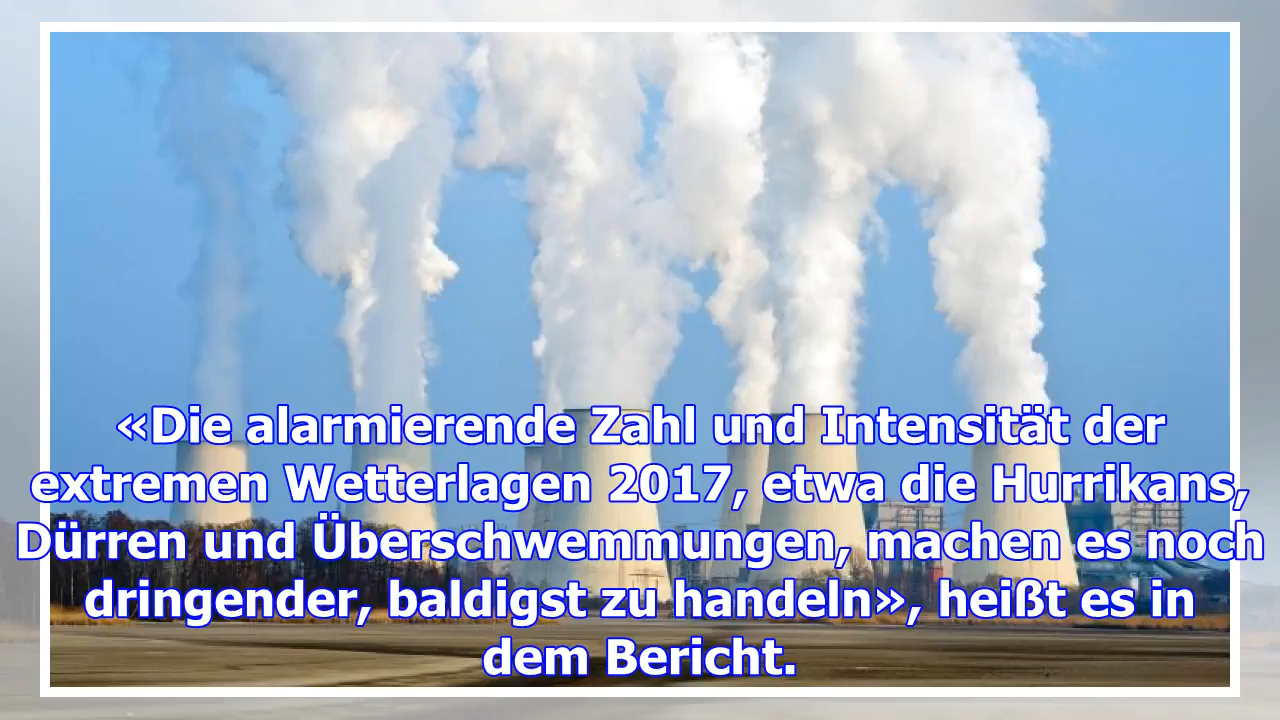 «Die alarmierende Zahl und Intensität der
extremen Wetterlagen 2017, etwa die Hurrikans,
Dürren und Überschwemmungen, machen es noch
dringender, baldigst zu handeln», heißt es in
dem Bericht.